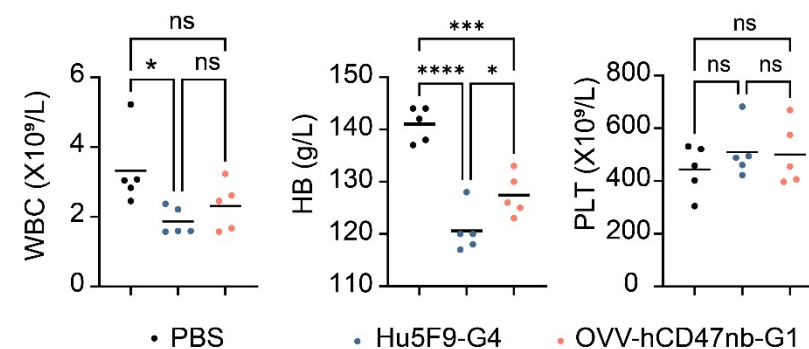 ns
* ns
WBC (X10⁹/L)
6
4
2
0
***
**** *
HB (g/L)
150
140
130
120
110
ns
ns ns
PLT (X10⁹/L)
800
600
400
200
0
PBS Hu5F9-G4 OVV-hCD47nb-G1